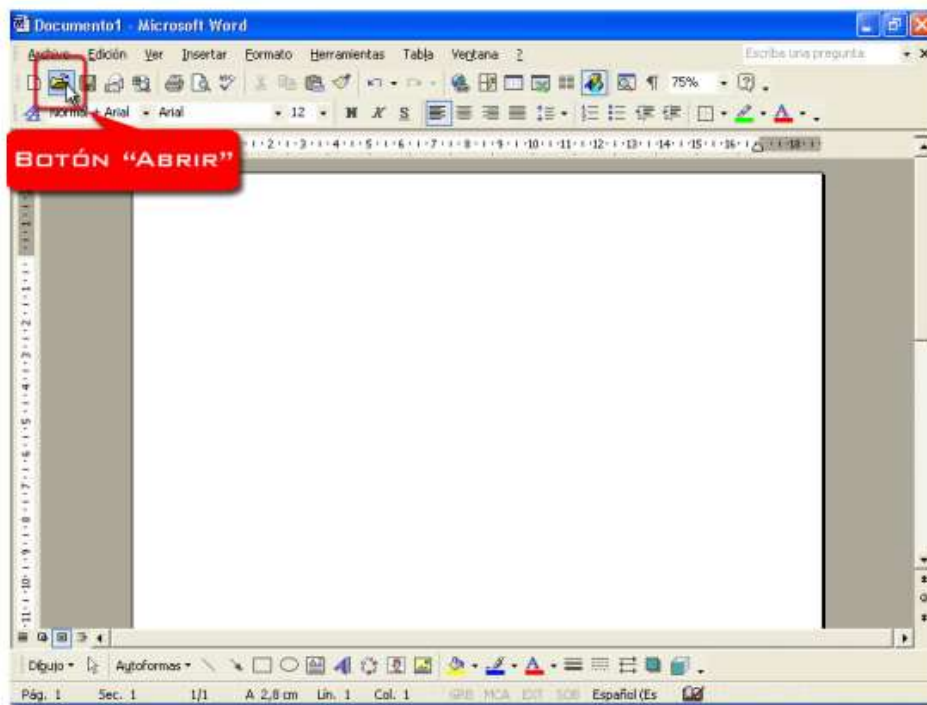 Documento1 - Microsoft Word
Archivo Edición Ver Insertar Formato Herramientas Tabla Ventana ? Escriba una pregunta
75%
Normal + Arial Arial 12 N K S
BOTÓN “ABRIR”
Dibujo Autoformas
Pág. 1 Sec. 1 1/1 A 2,8 cm Lín. 1 Col. 1 GRB MCA EXT SOB Español (Es